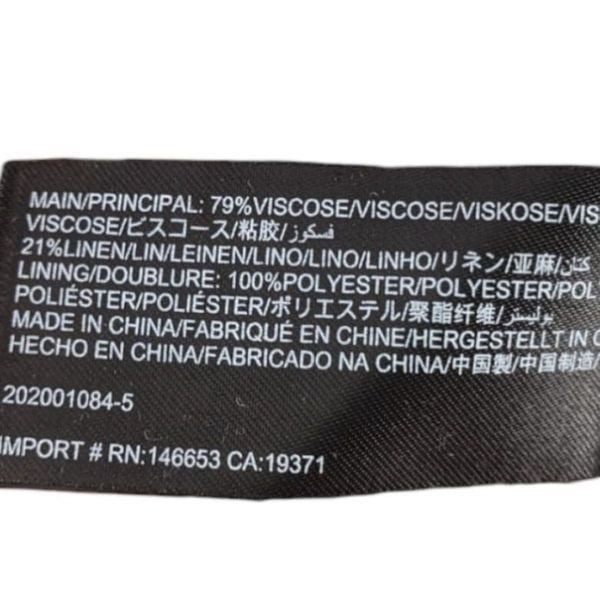 MAIN/PRINCIPAL: 79%VISCOSE/VISCOSE/VISKOSE/VIS
VISCOSE/ビスコース/粘胶/فسكوز
21%LINEN/LIN/LEINEN/LINO/LINO/LINHO/リネン/亚麻/كتان
LINING/DOUBLURE: 100%POLYESTER/POLYESTER/POL
POLIÉSTER/POLIÉSTER/ポリエステル/聚酯纤维/بوليستر
MADE IN CHINA/FABRIQUÉ EN CHINE/HERGESTELLT IN C
HECHO EN CHINA/FABRICADO NA CHINA/中国製/中国制造/
202001084-5
IMPORT # RN:146653 CA:19371